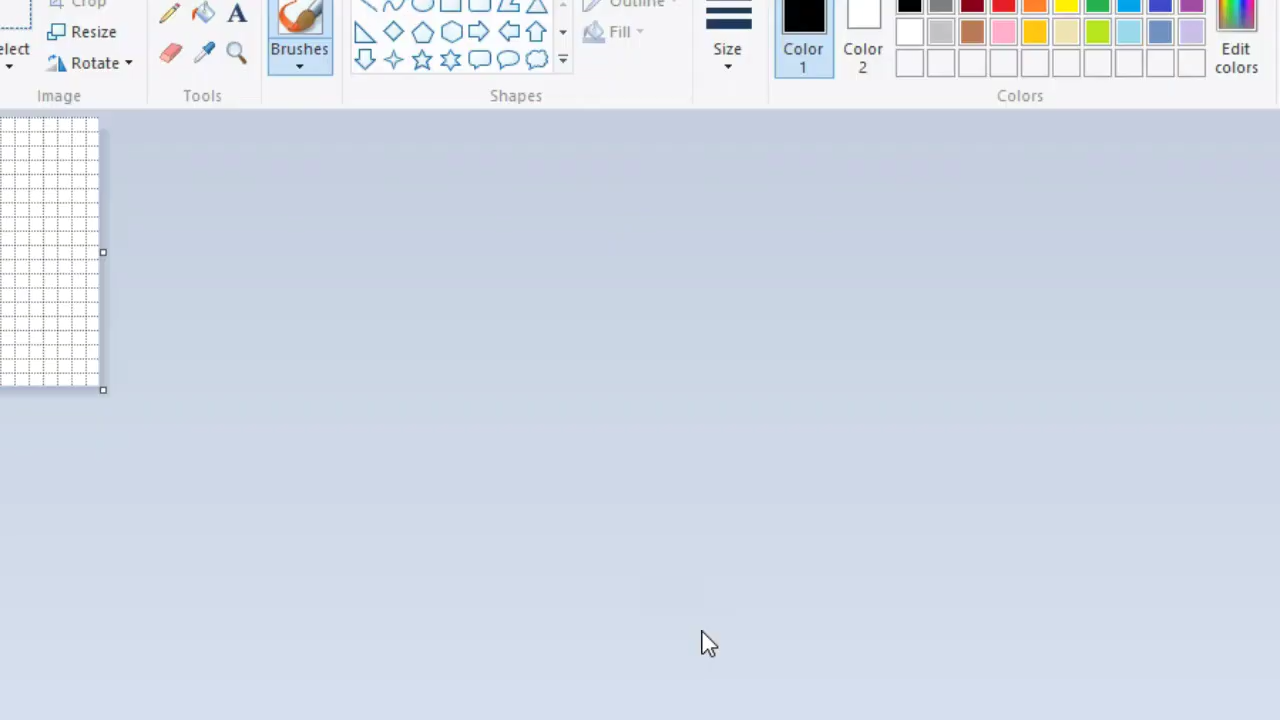 Crop
Outline
elect
Resize
Brushes
Size
Color
1
Color
2
Edit
colors
Fill
Rotate
Image
Tools
Shapes
Colors
A